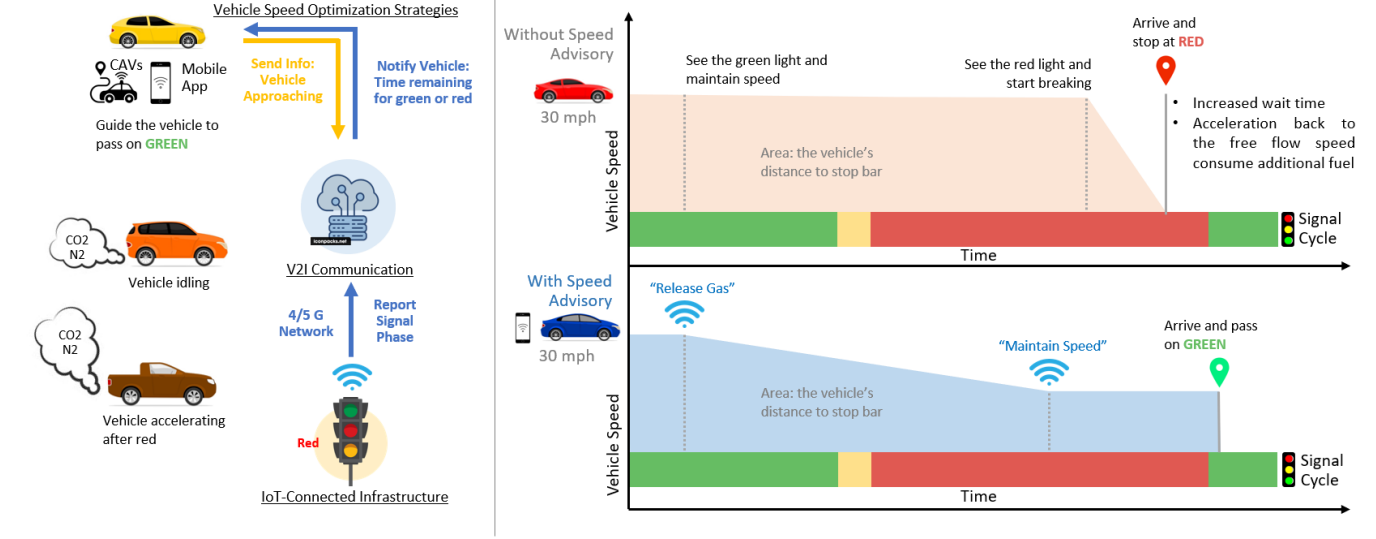 Vehicle Speed Optimization Strategies
CAVs
Mobile
App
Guide the vehicle to
pass on GREEN
Send Info:
Vehicle
Approaching
Notify Vehicle:
Time remaining
for green or red
iconpacks.net
V2I Communication
CO2
N2
Vehicle idling
4/5 G
Network
Report
Signal
Phase
CO2
N2
Vehicle accelerating
after red
Red
IoT-Connected Infrastructure
Without Speed
Advisory
30 mph
Vehicle Speed
See the green light and
maintain speed
See the red light and
start breaking
Arrive and
stop at RED
• Increased wait time
• Acceleration back to
the free flow speed
consume additional fuel
Area: the vehicle's
distance to stop bar
Signal
Cycle
Time
With Speed
Advisory
30 mph
Vehicle Speed
“Release Gas”
“Maintain Speed”
Arrive and pass
on GREEN
Area: the vehicle's
distance to stop bar
Signal
Cycle
Time